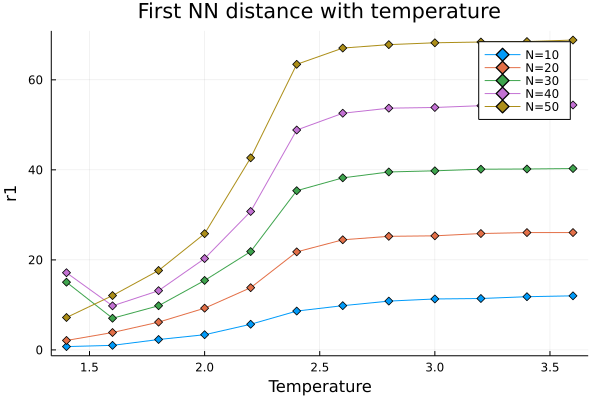 First NN distance with temperature
r1
60
40
20
0
N=10
N=20
N=30
N=40
N=50
1.5 2.0 2.5 3.0 3.5
Temperature